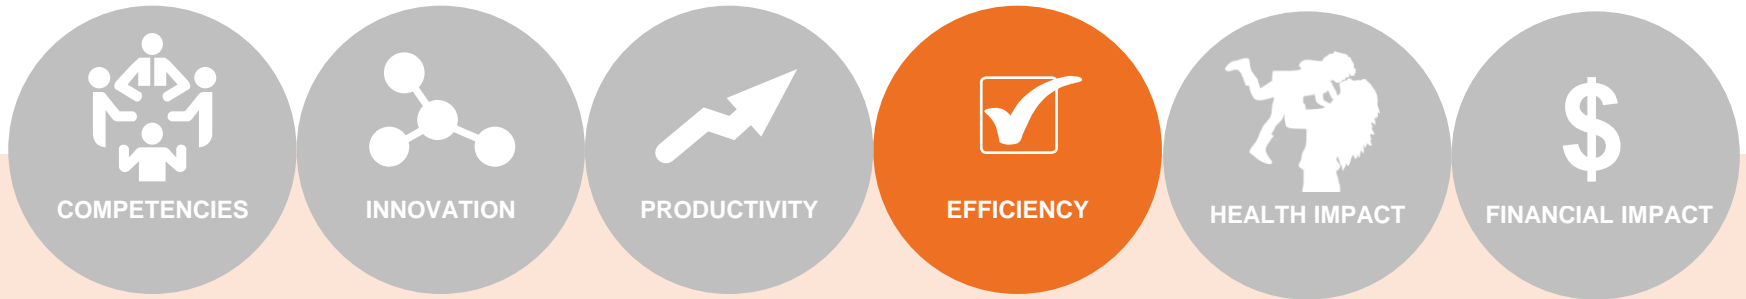 COMPETENCIES
INNOVATION
PRODUCTIVITY
EFFICIENCY
HEALTH IMPACT
$
FINANCIAL IMPACT